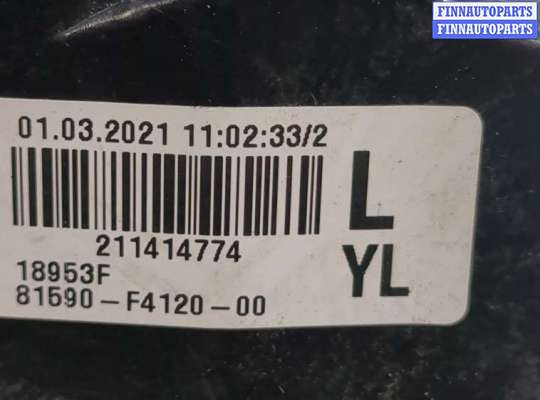 FINNAUTOPARTS
FINNAUTOPARTS
01.03.2021 11:02:33/2
L
211414774
YL
18953F
81590-F4120-00